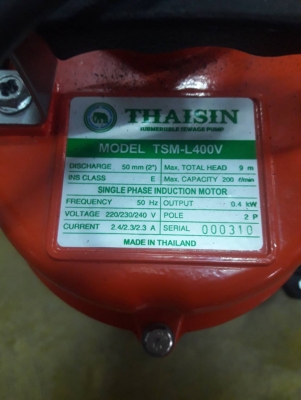 THAISIN
SUBMERSIBLE SEWAGE PUMP
MODEL TSM-L400V
DISCHARGE 50 mm (2") Max. TOTAL HEAD 9 m
INS CLASS E Max. CAPACITY 200 ℓ/min
SINGLE PHASE INDUCTION MOTOR
FREQUENCY 50 Hz OUTPUT 0.4 kW
VOLTAGE 220/230/240 V POLE 2 P
CURRENT 2.4/2.3/2.3 A SERIAL 000310
MADE IN THAILAND